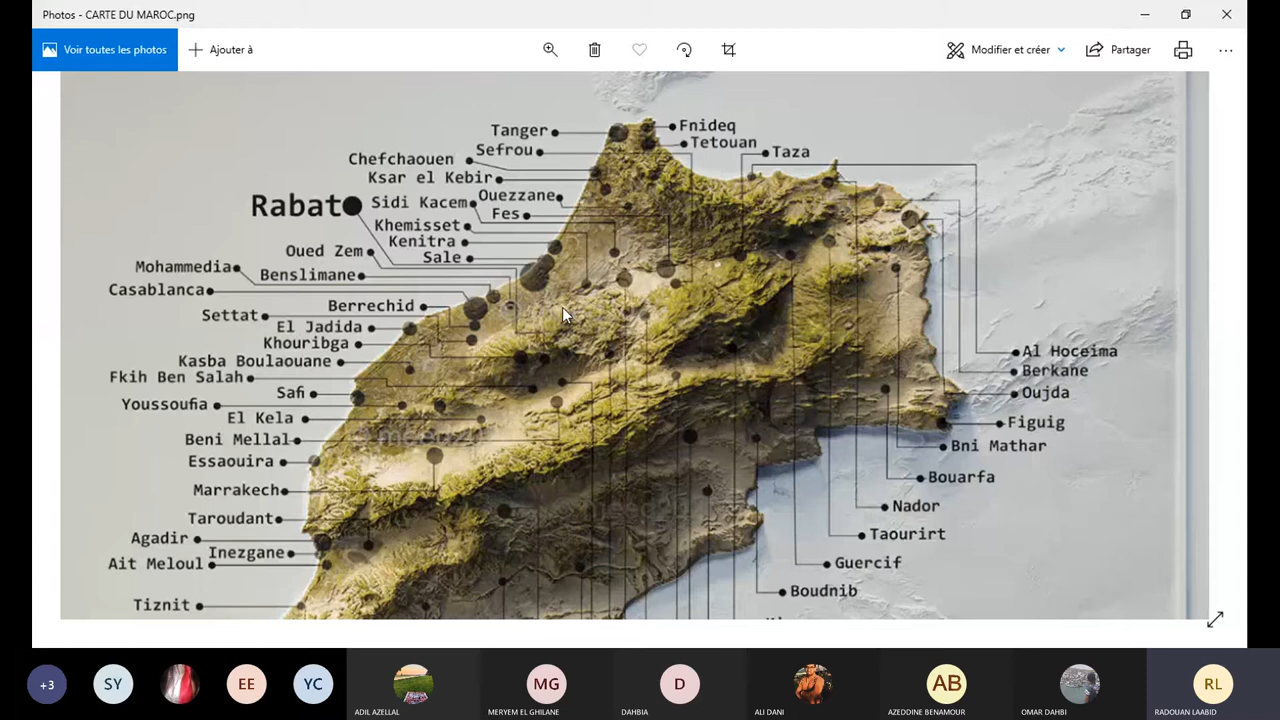 Photos - CARTE DU MAROC.png
Voir toutes les photos
Ajouter à
Modifier et créer
Partager
Tanger
Fnideq
Sefrou
Tetouan
Taza
Chefchaouen
Ksar el Kebir
Ouezzane
Rabat
Sidi Kacem
Fes
Khemisset
Kenitra
Oued Zem
Sale
Mohammedia
Benslimane
Casablanca
Berrechid
Settat
El Jadida
Khouribga
Al Hoceima
Kasba Boulaouane
Berkane
Fkih Ben Salah
Safi
Oujda
Youssoufia
El Kela
Figuig
Beni Mellal
Bni Mathar
Essaouira
Bouarfa
Marrakech
Nador
Taroudant
Taourirt
Agadir
Inezgane
Ait Meloul
Guercif
Boudnib
Tiznit
+3
SY
EE
YC
MG
D
AB
RL
ADIL AZELLAL
MERYEM EL GHILANE
DAHBIA
ALI DANI
AZEDDINE BENAMOUR
OMAR DAHBI
RADOUAN LAABID